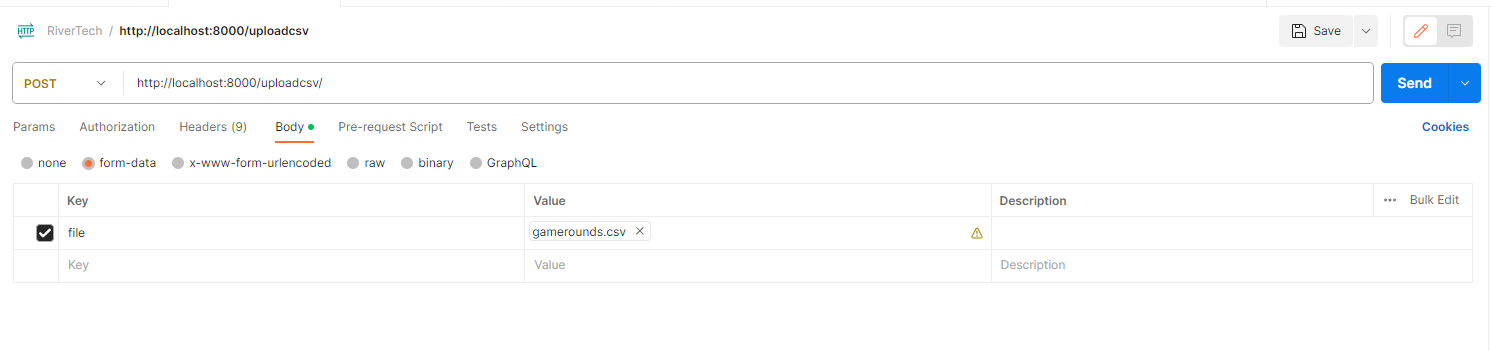 HTTP RiverTech / http://localhost:8000/uploadcsv Save
POST http://localhost:8000/uploadcsv/ Send
Params Authorization Headers (9) Body Pre-request Script Tests Settings Cookies
none form-data x-www-form-urlencoded raw binary GraphQL
Key Value Description ••• Bulk Edit
file gamerounds.csv ×
Key Value Description